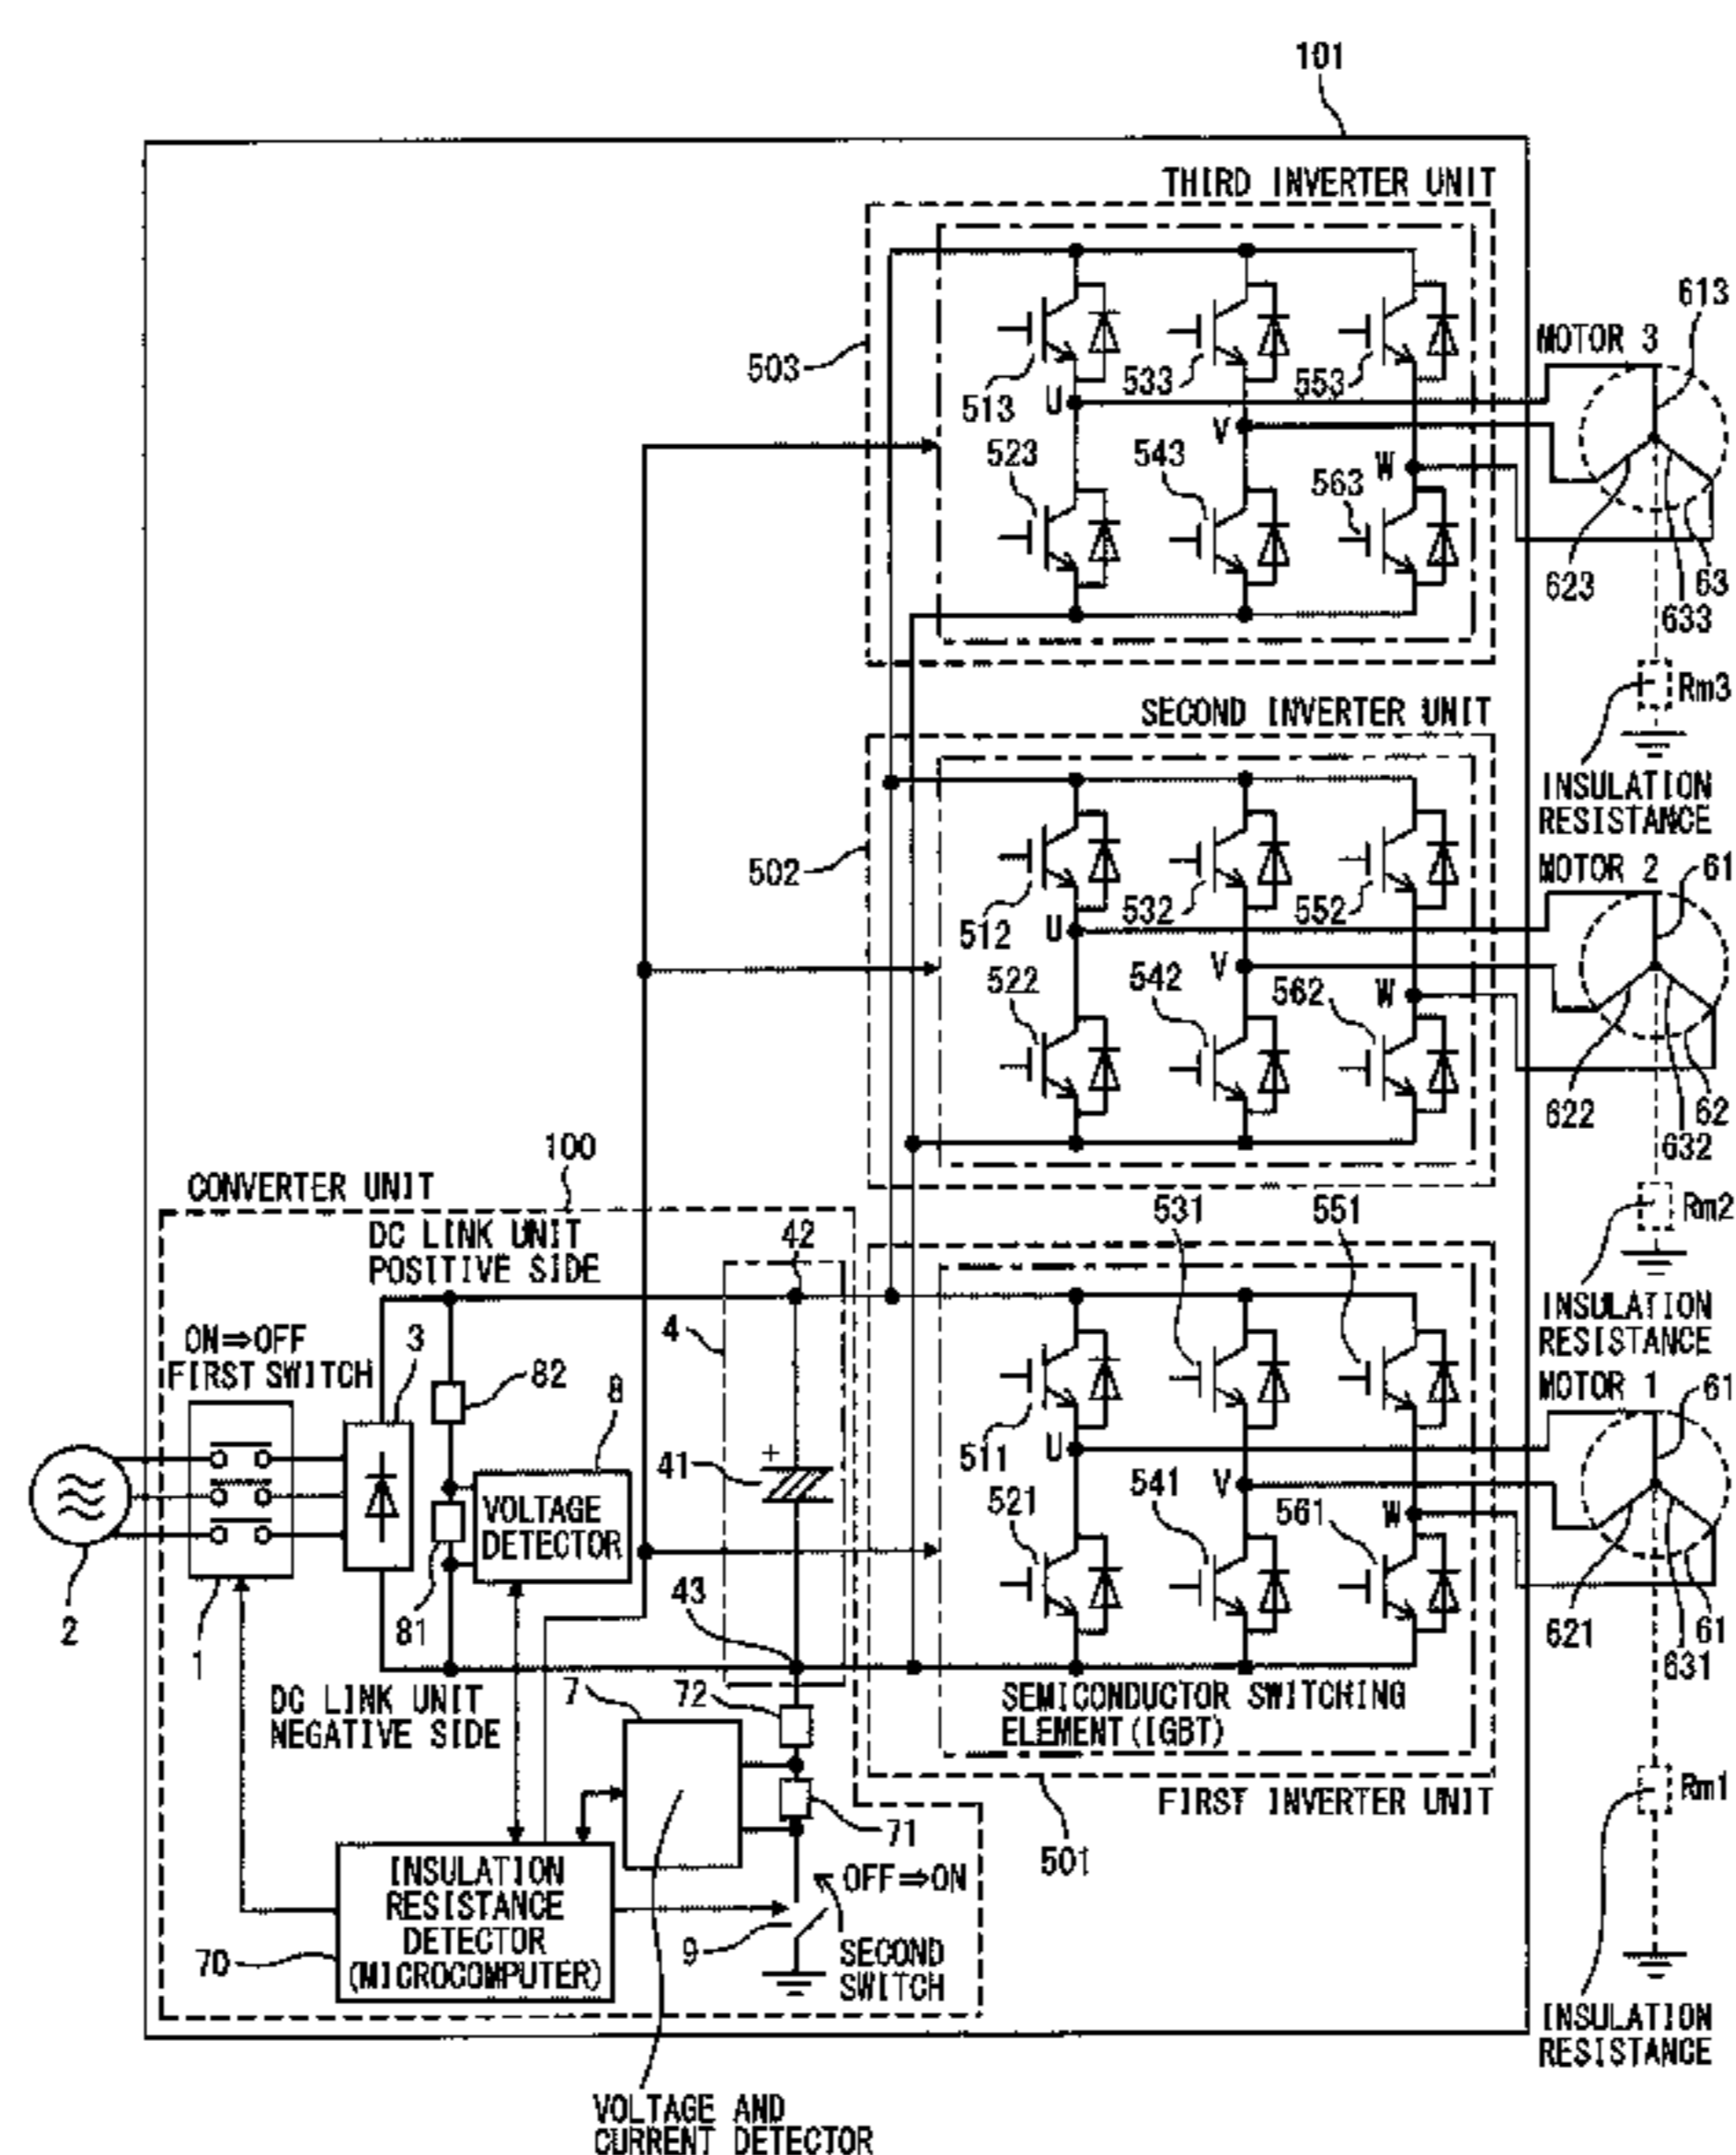 101
THIRD INVERTER UNIT
503
513
533
553
U
V
W
523
543
563
MOTOR 3
613
623
633
63
Rm3
INSULATION
RESISTANCE
SECOND INVERTER UNIT
502
512
532
552
U
V
W
522
542
562
MOTOR 2
61
622
632
62
Rm2
INSULATION
RESISTANCE
100
CONVERTER UNIT
DC LINK UNIT
POSITIVE SIDE
42
4
ON⇒OFF
FIRST SWITCH
3
82
8
+
41
VOLTAGE
DETECTOR
2
1
81
43
DC LINK UNIT
NEGATIVE SIDE
7
72
71
OFF⇒ON
INSULATION
RESISTANCE
DETECTOR
(MICROCOMPUTER)
70
9
SECOND
SWITCH
VOLTAGE AND
CURRENT DETECTOR
531
551
511
U
V
W
521
541
561
SEMICONDUCTOR SWITCHING
ELEMENT (IGBT)
FIRST INVERTER UNIT
501
MOTOR 1
61
621
631
61
Rm1
INSULATION
RESISTANCE